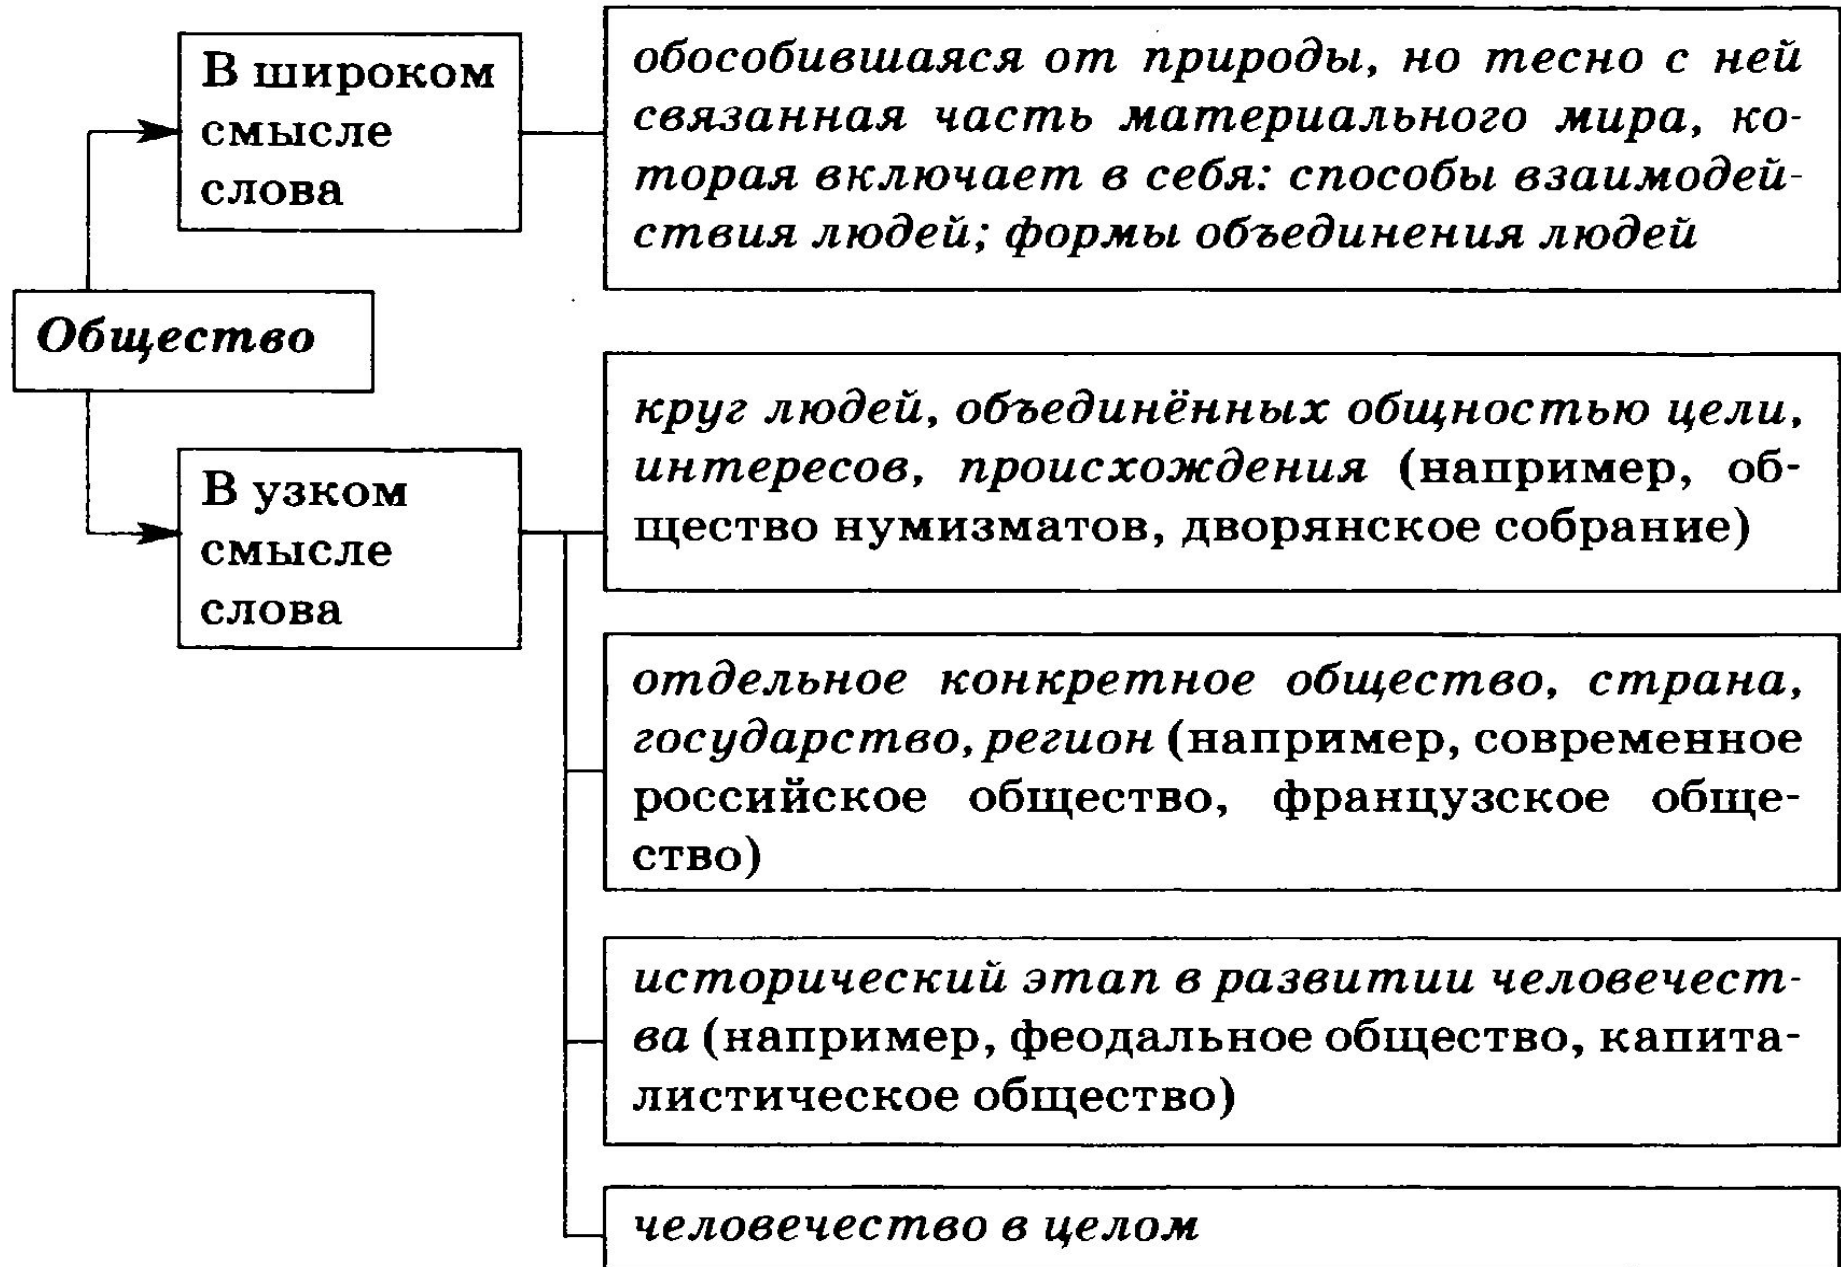 В широком
смысле
слова
обособившаяся от природы, но тесно с ней
связанная часть материального мира, ко-
торая включает в себя: способы взаимодей-
ствия людей; формы объединения людей
Общество
В узком
смысле
слова
круг людей, объединённых общностью цели,
интересов, происхождения (например, об-
щество нумизматов, дворянское собрание)
отдельное конкретное общество, страна,
государство, регион (например, современное
российское общество, французское обще-
ство)
исторический этап в развитии человечест-
ва (например, феодальное общество, капита-
листическое общество)
человечество в целом